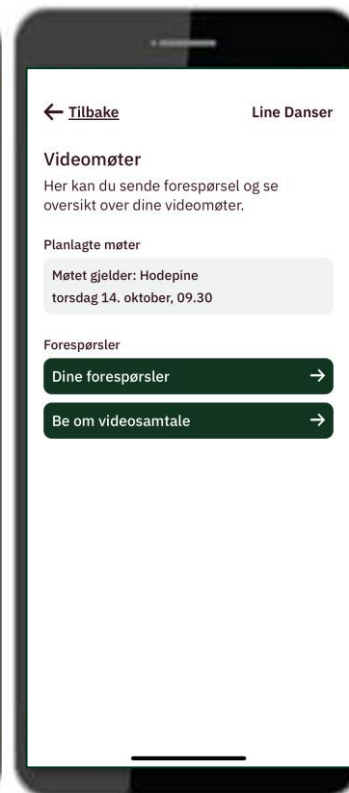 ← Tilbake
Line Danser
Videomøter
Her kan du sende forespørsel og se
oversikt over dine videomøter.
Planlagte møter
Møtet gjelder: Hodepine
torsdag 14. oktober, 09.30
Forespørsler
Dine forespørsler →
Be om videosamtale →